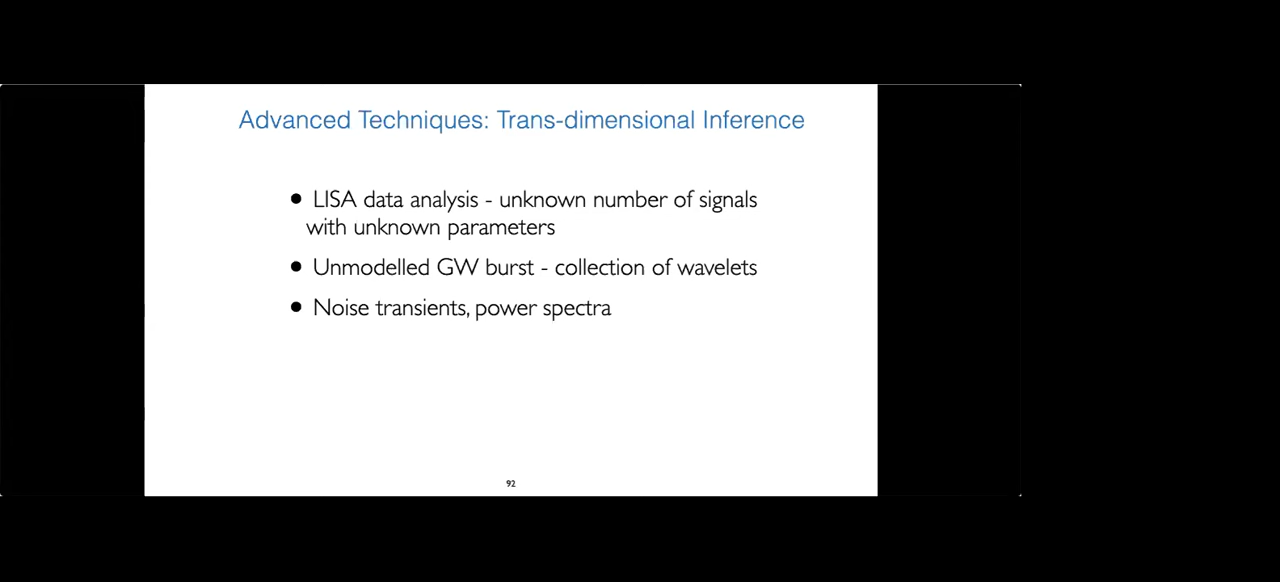 Advanced Techniques: Trans-dimensional Inference
• LISA data analysis - unknown number of signals
with unknown parameters
• Unmodelled GW burst - collection of wavelets
• Noise transients, power spectra
92